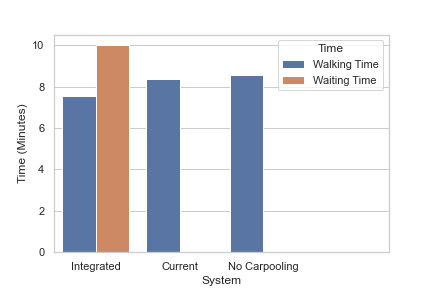 Time
Walking Time
Waiting Time
10
8
6
4
2
0
Time (Minutes)
Integrated
Current
No Carpooling
System